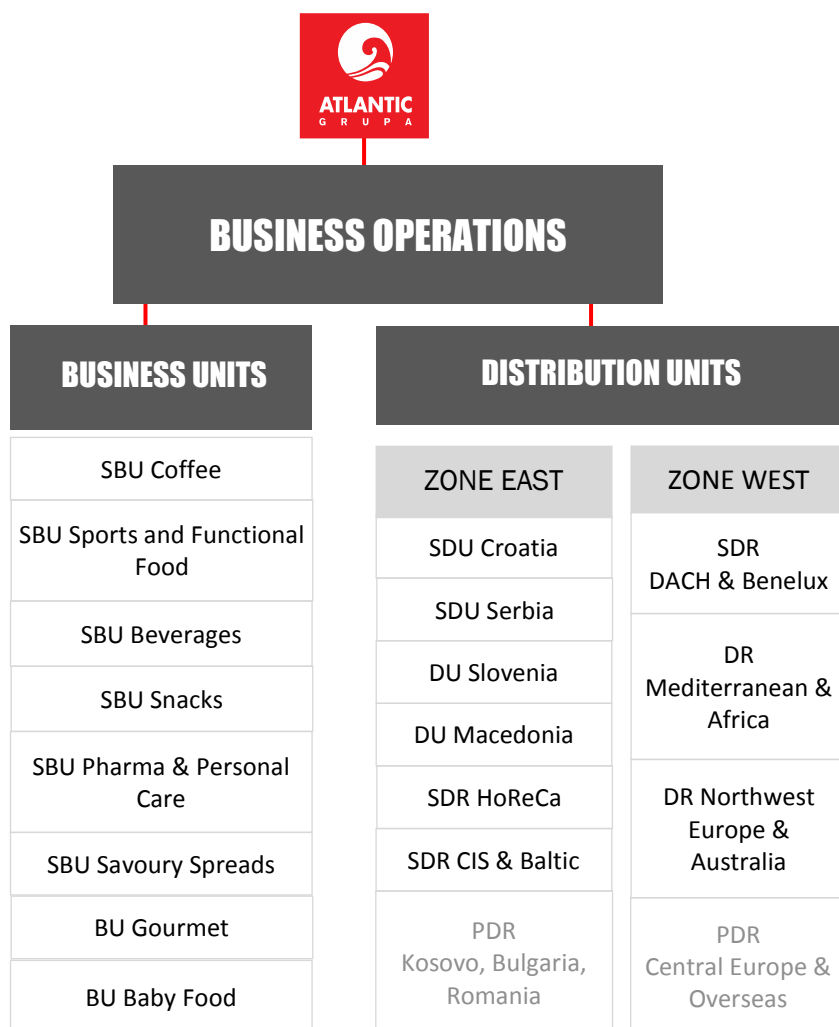 ATLANTIC
GRUPA
BUSINESS OPERATIONS
BUSINESS UNITS
SBU Coffee
SBU Sports and Functional
Food
SBU Beverages
SBU Snacks
SBU Pharma & Personal
Care
SBU Savoury Spreads
BU Gourmet
BU Baby Food
DISTRIBUTION UNITS
ZONE EAST
SDU Croatia
SDU Serbia
DU Slovenia
DU Macedonia
SDR HoReCa
SDR CIS & Baltic
PDR
Kosovo, Bulgaria,
Romania
ZONE WEST
SDR
DACH & Benelux
DR
Mediterranean &
Africa
DR Northwest
Europe &
Australia
PDR
Central Europe &
Overseas